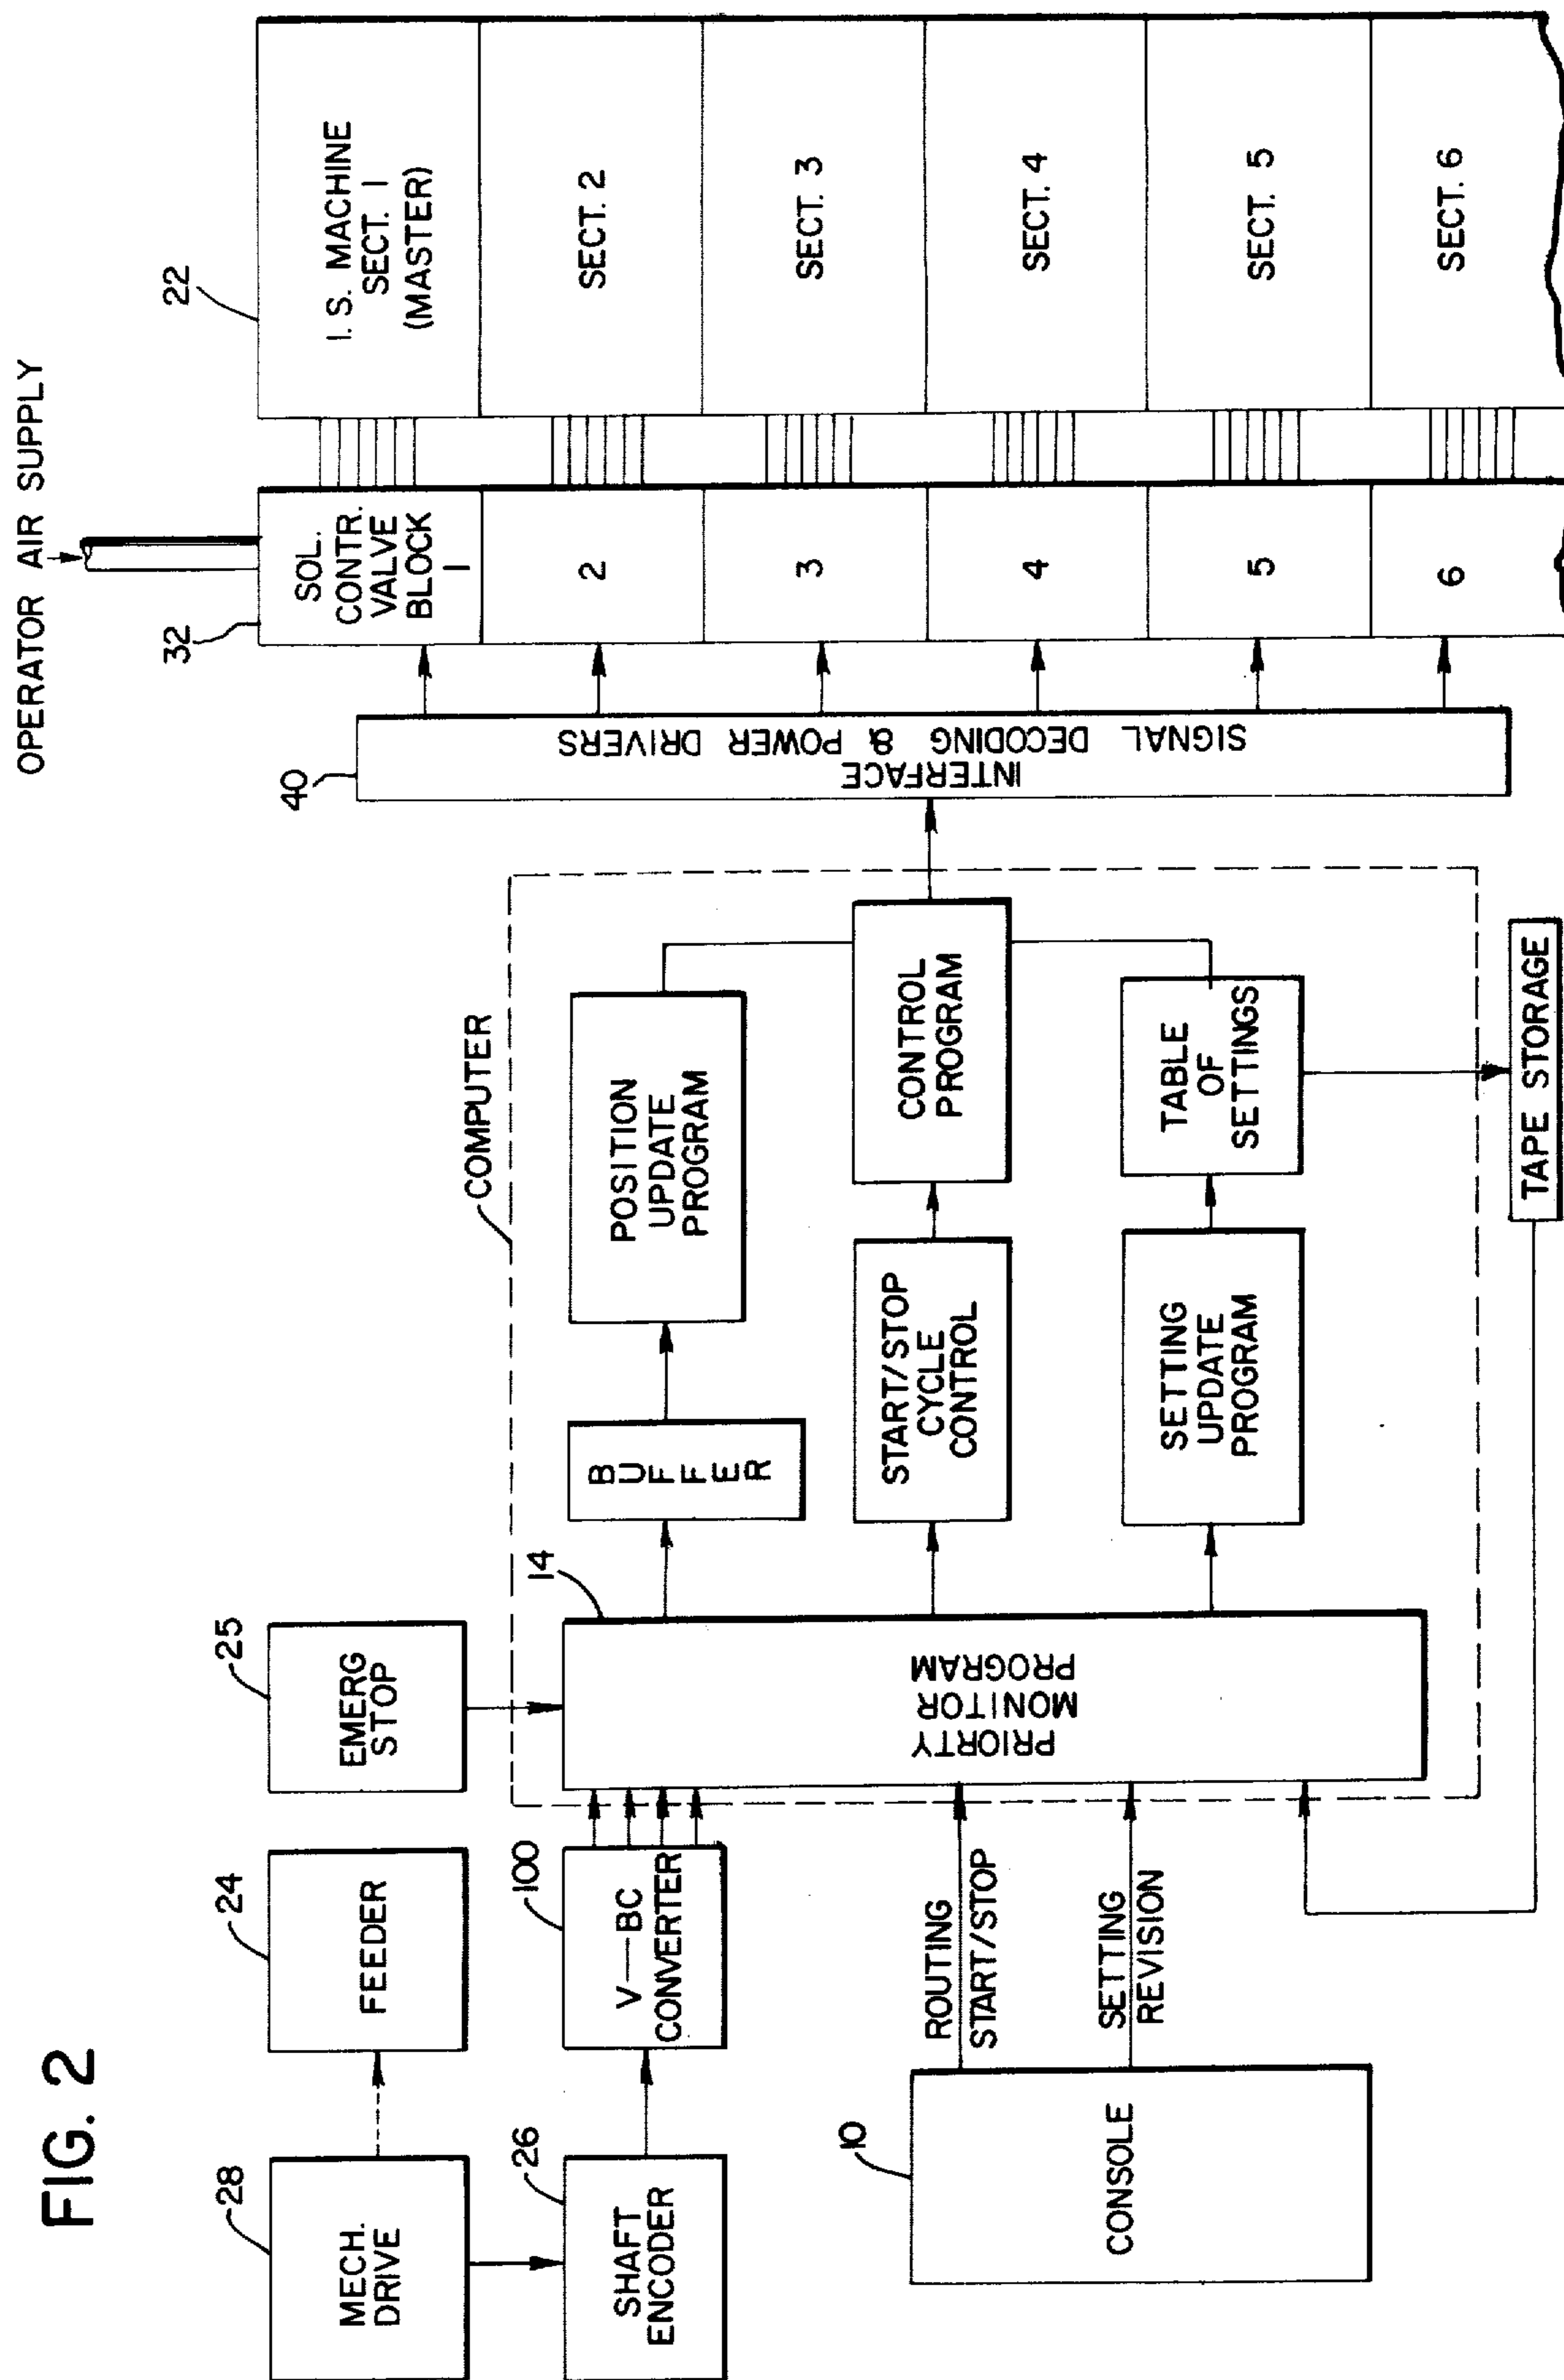 FIG. 2
OPERATOR AIR SUPPLY
28
MECH.
DRIVE
24
FEEDER
25
EMERG
STOP
26
SHAFT
ENCODER
100
V—BC
CONVERTER
10
CONSOLE
ROUTING
START/STOP
SETTING
REVISION
14
PRIORTY
MONITOR
PROGRAM
COMPUTER
BUFFER
POSITION
UPDATE
PROGRAM
START/STOP
CYCLE
CONTROL
CONTROL
PROGRAM
SETTING
UPDATE
PROGRAM
TABLE
OF
SETTINGS
TAPE STORAGE
40
INTERFACE
SIGNAL DECODING & POWER DRIVERS
32
SOL.
CONTR.
VALVE
BLOCK
1
2
3
4
5
6
22
I. S. MACHINE
SECT. 1
(MASTER)
SECT. 2
SECT. 3
SECT. 4
SECT. 5
SECT. 6